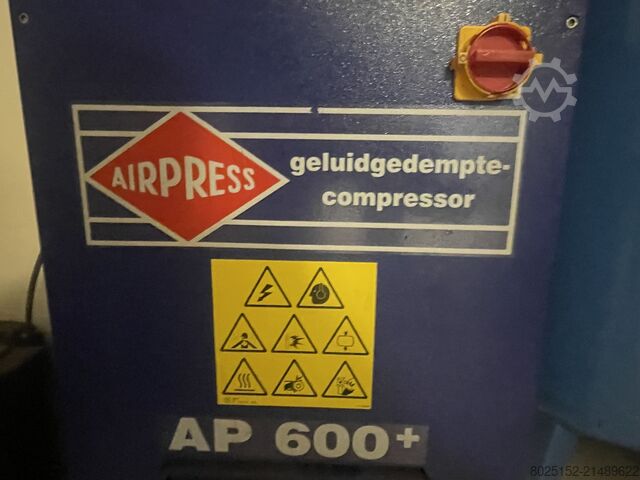 AIRPRESS
geluidgedempte-
compressor
AP 600+
8025152-21489622